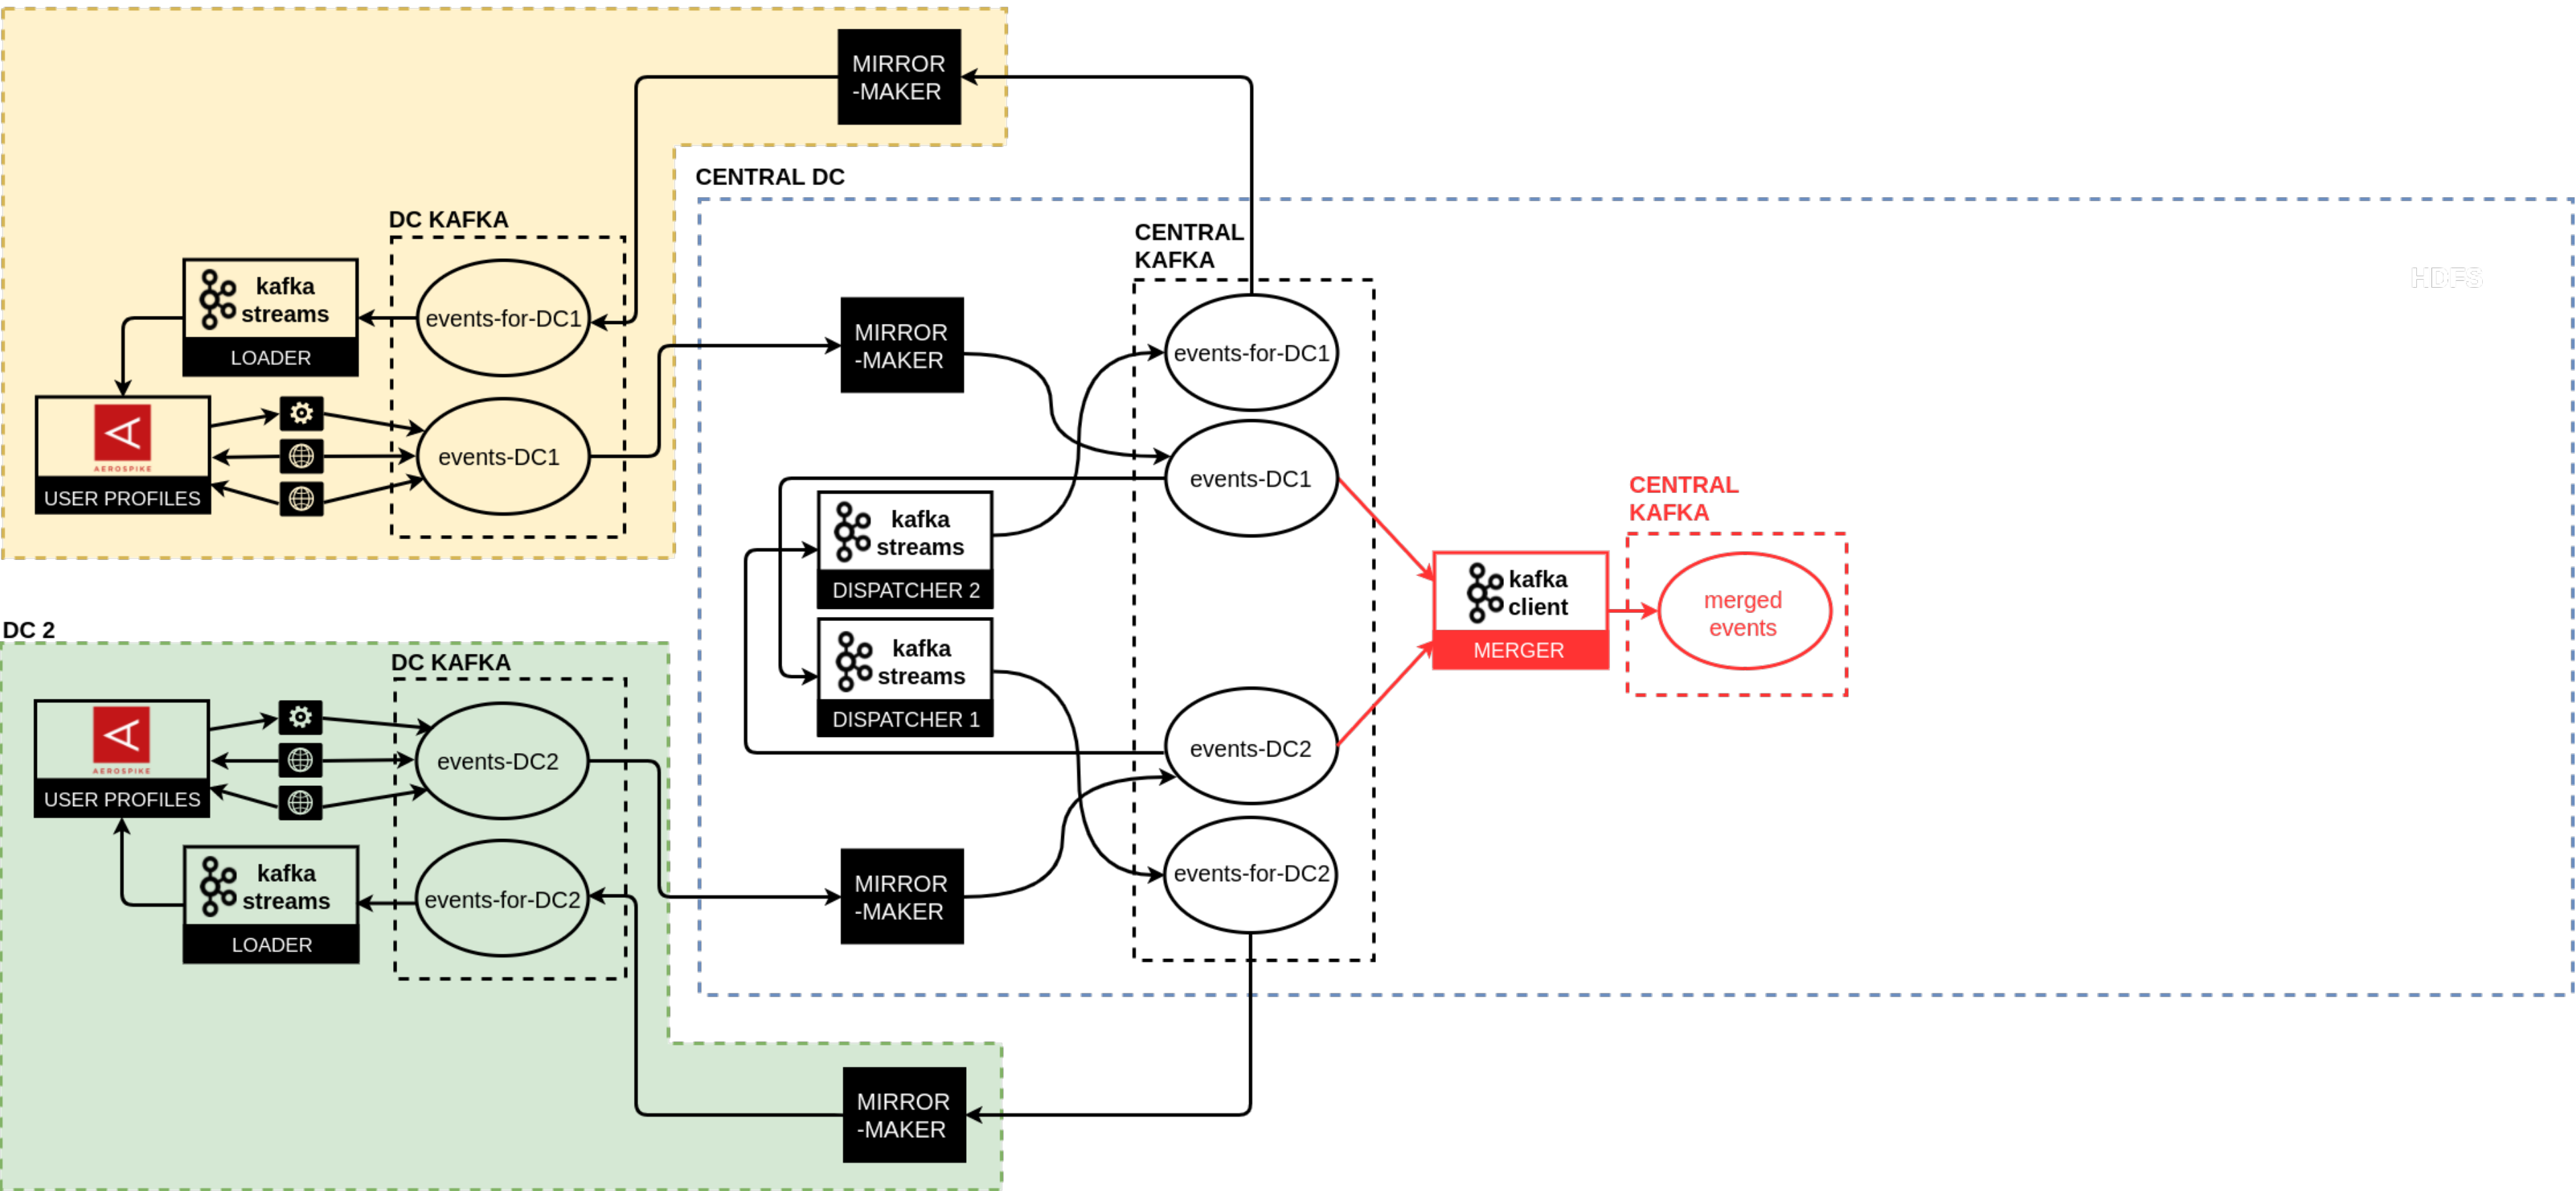 MIRROR
-MAKER
CENTRAL DC
DC KAFKA
CENTRAL
KAFKA
kafka
streams
LOADER
events-for-DC1
MIRROR
-MAKER
events-for-DC1
HDFS
AEROSPIKE
USER PROFILES
events-DC1
events-DC1
kafka
streams
DISPATCHER 2
CENTRAL
KAFKA
kafka
client
MERGER
merged
events
DC 2
DC KAFKA
kafka
streams
DISPATCHER 1
AEROSPIKE
USER PROFILES
events-DC2
events-DC2
kafka
streams
LOADER
events-for-DC2
MIRROR
-MAKER
events-for-DC2
MIRROR
-MAKER